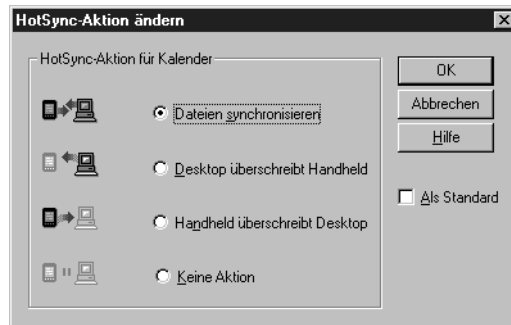 HotSync-Aktion ändern
HotSync-Aktion für Kalender
Dateien synchronisieren
Desktop überschreibt Handheld
Handheld überschreibt Desktop
Keine Aktion
OK
Abbrechen
Hilfe
Als Standard